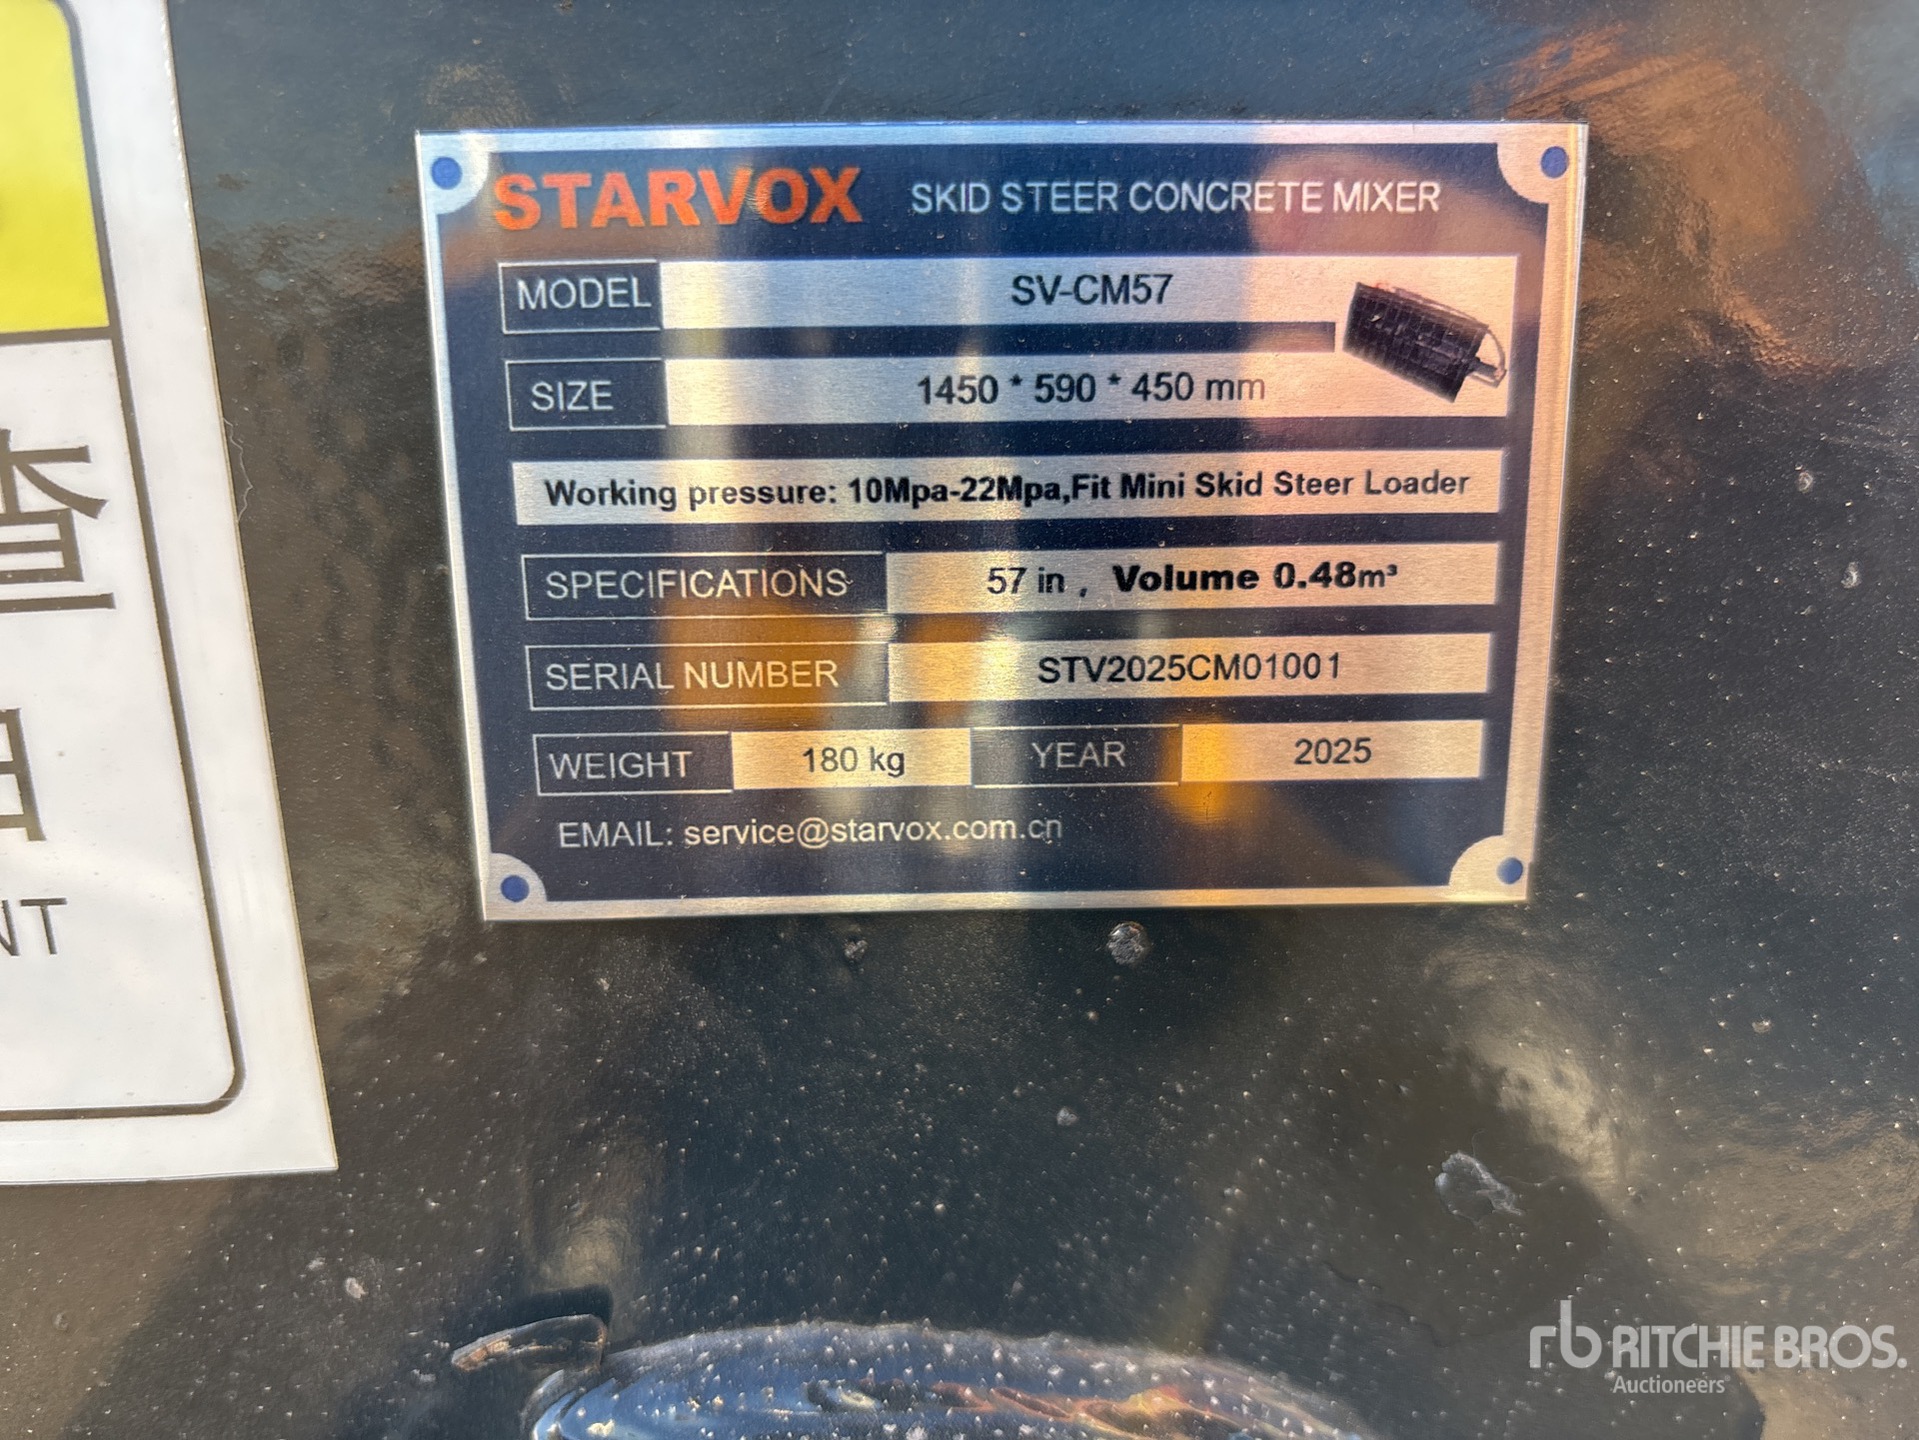 STARVOX SKID STEER CONCRETE MIXER
MODEL SV-CM57
SIZE 1450 * 590 * 450 mm
Working pressure: 10Mpa-22Mpa,Fit Mini Skid Steer Loader
SPECIFICATIONS 57 in , Volume 0.48m³
SERIAL NUMBER STV2025CM01001
WEIGHT 180 kg YEAR 2025
EMAIL: service@starvox.com.cn
查
NT
rb RITCHIE BROS.
Auctioneers